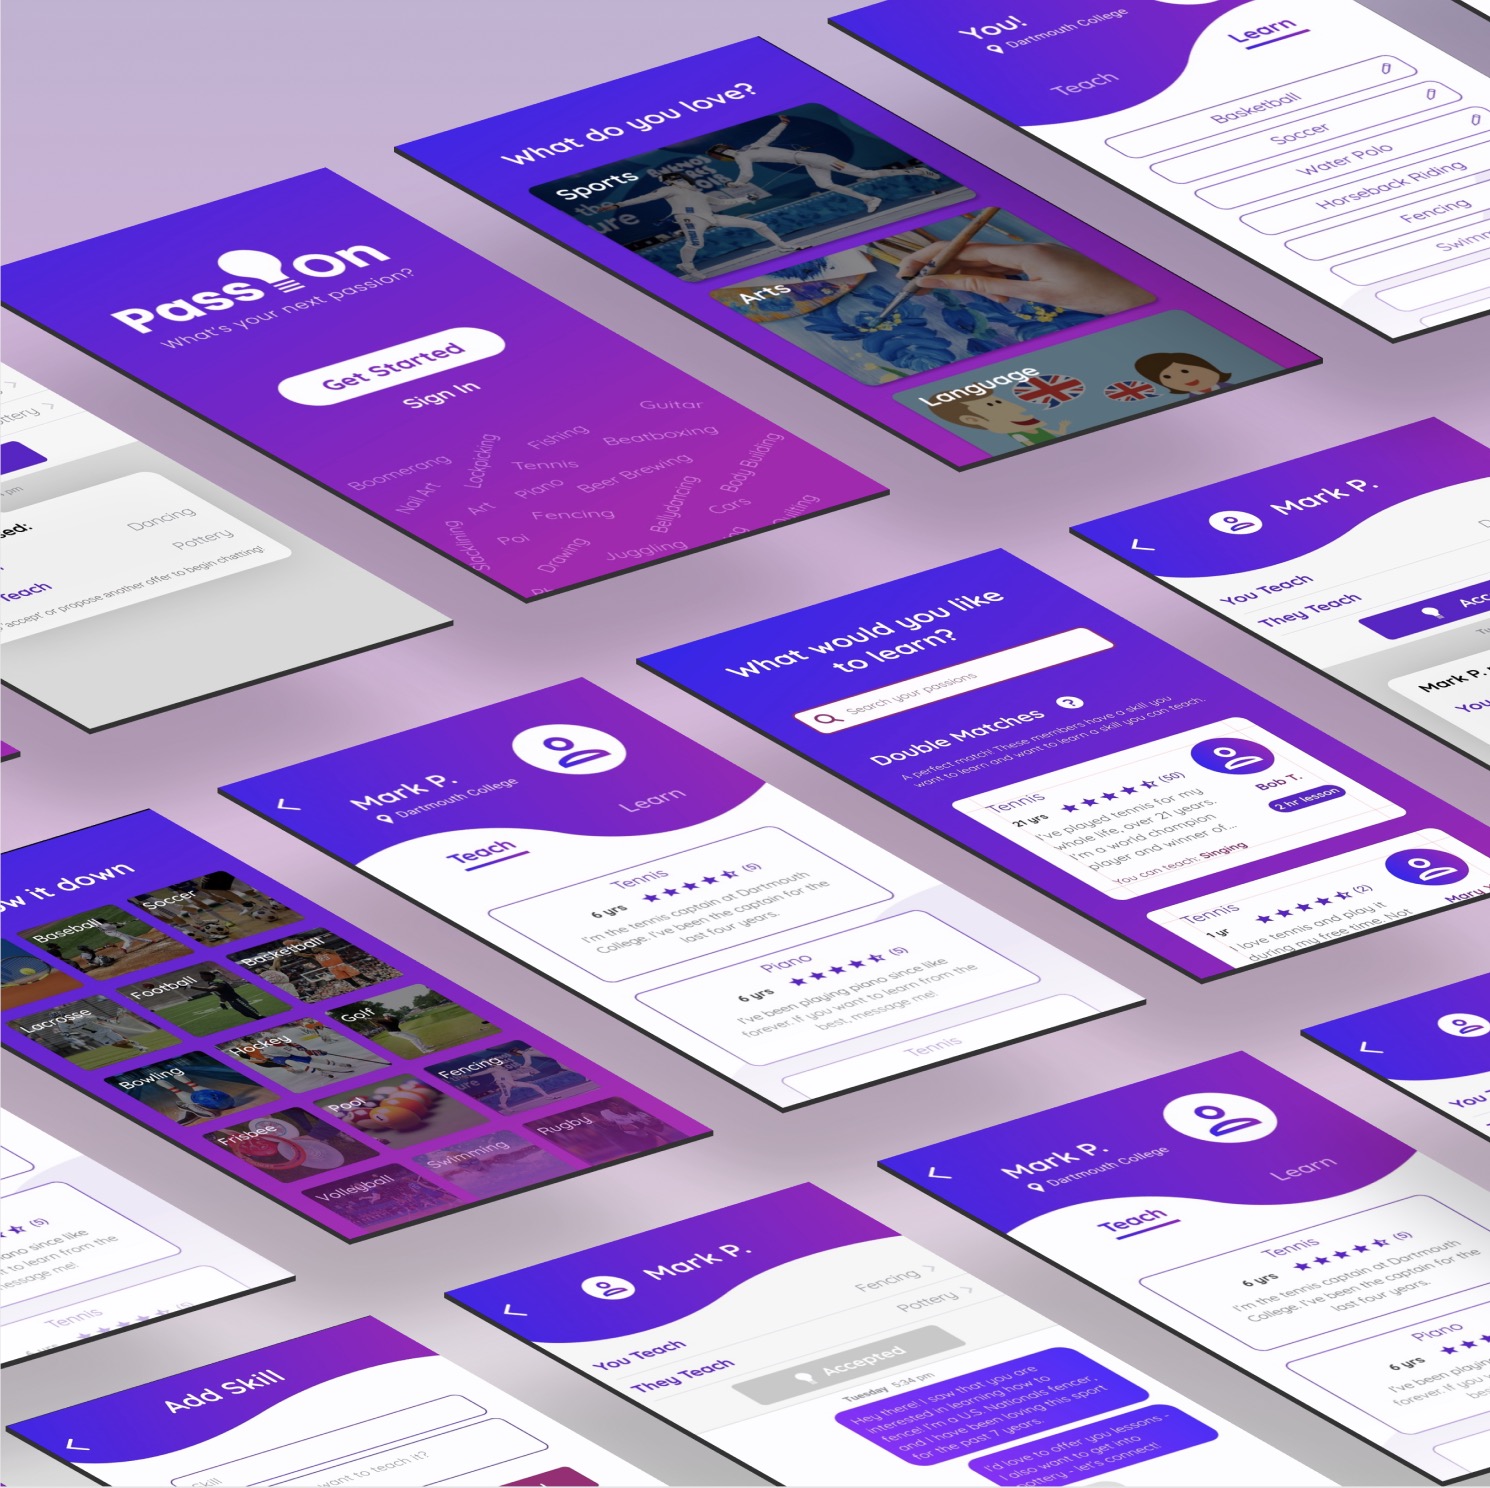 You!
Dartmouth College
Teach
Learn
Basketball
Soccer
Water Polo
Horseback Riding
Fencing
What do you love?
Sports
Arts
Language
Pass on
What's your next passion?
Get Started
Sign In
Guitar
Fishing
Beatboxing
Boomerang
Lockpicking
Tennis
Body Building
Nail Art
Art
Piano
Beer Brewing
Fencing
Bellydancing
Cars
Slacklining
Poi
Drawing
Juggling
Quilting
Dancing
Pottery
Teach
'accept' or propose another offer to begin chatting!
Mark P.
You Teach
They Teach
Mark P.
What would you like
to learn?
Search your passions
Double Matches ?
A perfect match! These members have a skill you
want to learn and want to learn a skill you can teach.
Tennis
21 yrs
(50)
I've played tennis for my
whole life, over 21 years.
I'm a world champion
player and winner of...
You can teach: Singing
Bob T.
2 hr lesson
Tennis
1 yr
(2)
I love tennis and play it
during my free time. Not
Mary
Mark P.
Dartmouth College
Teach
Learn
Tennis
6 yrs
(5)
I'm the tennis captain at Dartmouth
College. I've been the captain for the
last four years.
Piano
6 yrs
(5)
I've been playing piano since like
forever. If you want to learn from the
best, message me!
Tennis
it down
Baseball
Soccer
Lacrosse
Football
Basketball
Bowling
Hockey
Golf
Frisbee
Pool
Fencing
Volleyball
Swimming
Rugby
(5)
since like
to learn from the
message me!
Tennis
Add Skill
Skill
want to teach it?
Mark P.
You Teach
Fencing
They Teach
Pottery
Accepted
Tuesday 5:34 pm
Hey there! I saw that you are
interested in learning how to
fence! I'm a U.S. Nationals fencer,
and I have been loving this sport
for the past 7 years.
I'd love to offer you lessons -
I also want to get into
pottery - let's connect!
Mark P.
Dartmouth College
Teach
Learn
Tennis
6 yrs
(5)
I'm the tennis captain at Dartmouth
College. I've been the captain for the
last four years.
Piano
6 yrs
I've been playing
forever. If you